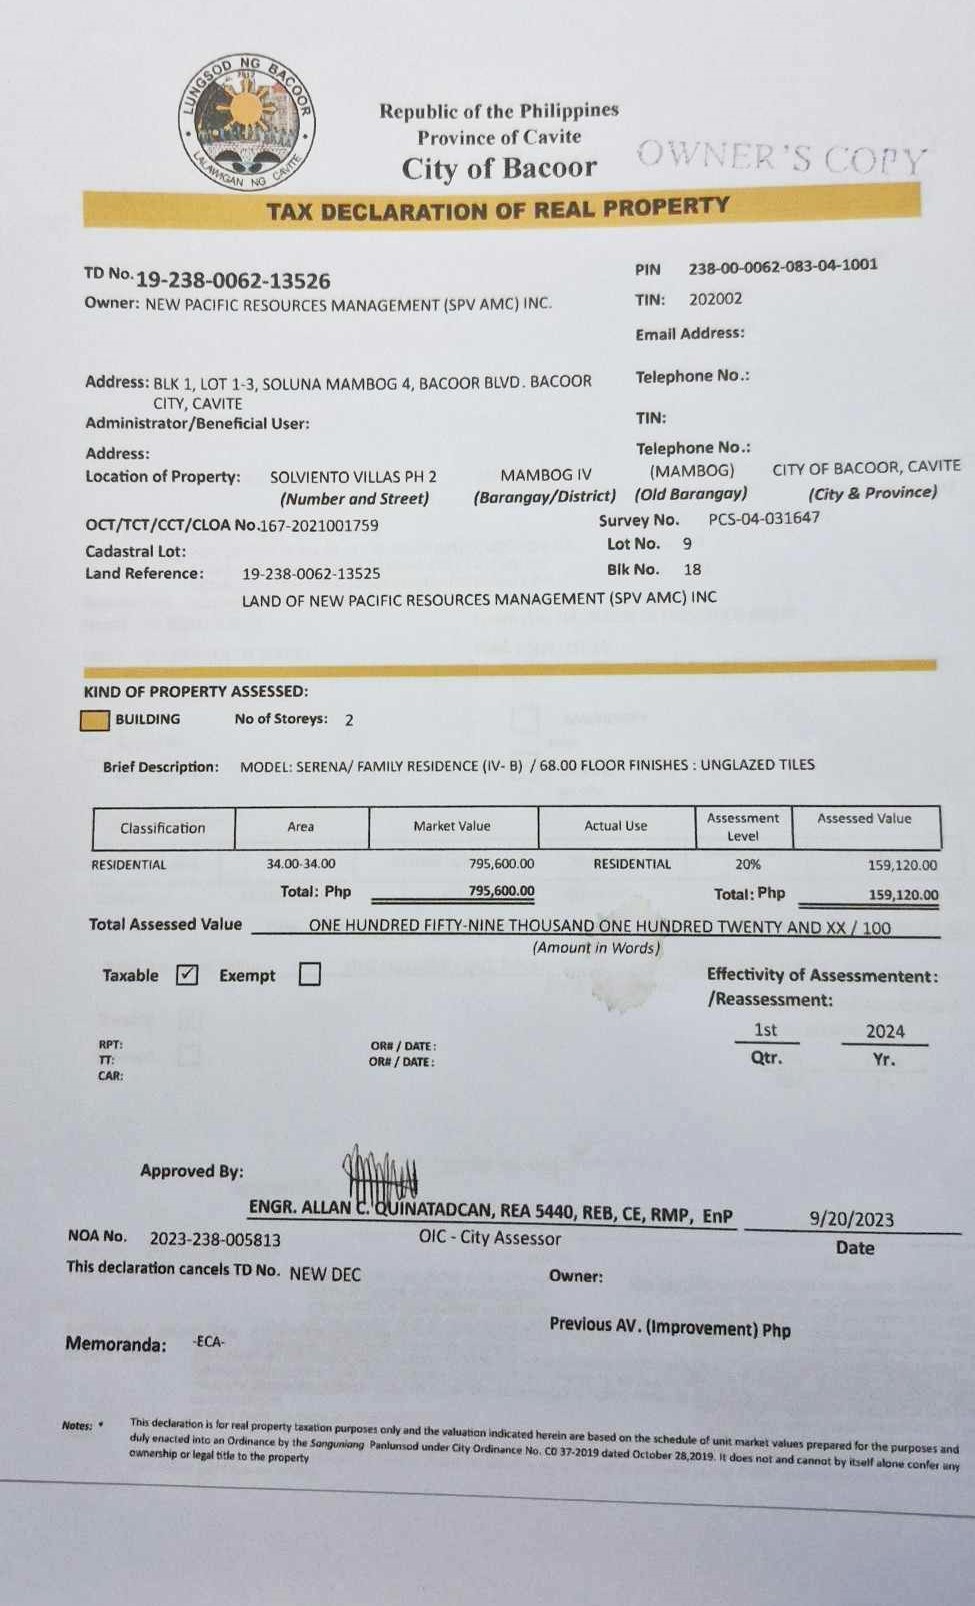 LUNGSOD NG BACOOR
LALAWIGAN NG CAVITE
Republic of the Philippines
Province of Cavite
City of Bacoor
OWNER'S COPY
TAX DECLARATION OF REAL PROPERTY
TD No. 19-238-0062-13526
PIN 238-00-0062-083-04-1001
Owner: NEW PACIFIC RESOURCES MANAGEMENT (SPV AMC) INC.
TIN: 202002
Email Address:
Address: BLK 1, LOT 1-3, SOLUNA MAMBOG 4, BACOOR BLVD. BACOOR
Telephone No.:
CITY, CAVITE
Administrator/Beneficial User:
TIN:
Address:
Telephone No.:
Location of Property: SOLVIENTO VILLAS PH 2 MAMBOG IV (MAMBOG) CITY OF BACOOR, CAVITE
(Number and Street) (Barangay/District) (Old Barangay) (City & Province)
OCT/TCT/CCT/CLOA No.167-2021001759
Survey No. PCS-04-031647
Cadastral Lot:
Lot No. 9
Land Reference: 19-238-0062-13525
Blk No. 18
LAND OF NEW PACIFIC RESOURCES MANAGEMENT (SPV AMC) INC
KIND OF PROPERTY ASSESSED:
BUILDING No of Storeys: 2
Brief Description: MODEL: SERENA/ FAMILY RESIDENCE (IV- B) / 68.00 FLOOR FINISHES : UNGLAZED TILES
Classification Area Market Value Actual Use Assessment Level Assessed Value
RESIDENTIAL 34.00-34.00 795,600.00 RESIDENTIAL 20% 159,120.00
Total: Php 795,600.00 Total: Php 159,120.00
Total Assessed Value ONE HUNDRED FIFTY-NINE THOUSAND ONE HUNDRED TWENTY AND XX / 100
(Amount in Words)
Taxable ✓ Exempt
Effectivity of Assessmentent:
/Reassessment:
1st 2024
Qtr. Yr.
RPT: OR# / DATE :
TT: OR# / DATE :
CAR:
Approved By:
ENGR. ALLAN C. QUINATADCAN, REA 5440, REB, CE, RMP, EnP 9/20/2023
OIC - City Assessor Date
NOA No. 2023-238-005813
This declaration cancels TD No. NEW DEC
Owner:
Previous AV. (Improvement) Php
Memoranda: -ECA-
Notes: * This declaration is for real property taxation purposes only and the valuation indicated herein are based on the schedule of unit market values prepared for the purposes and
duly enacted into an Ordinance by the Sanguniang Panlunsod under City Ordinance No. CO 37-2019 dated October 28,2019. It does not and cannot by itself alone confer any
ownership or legal title to the property